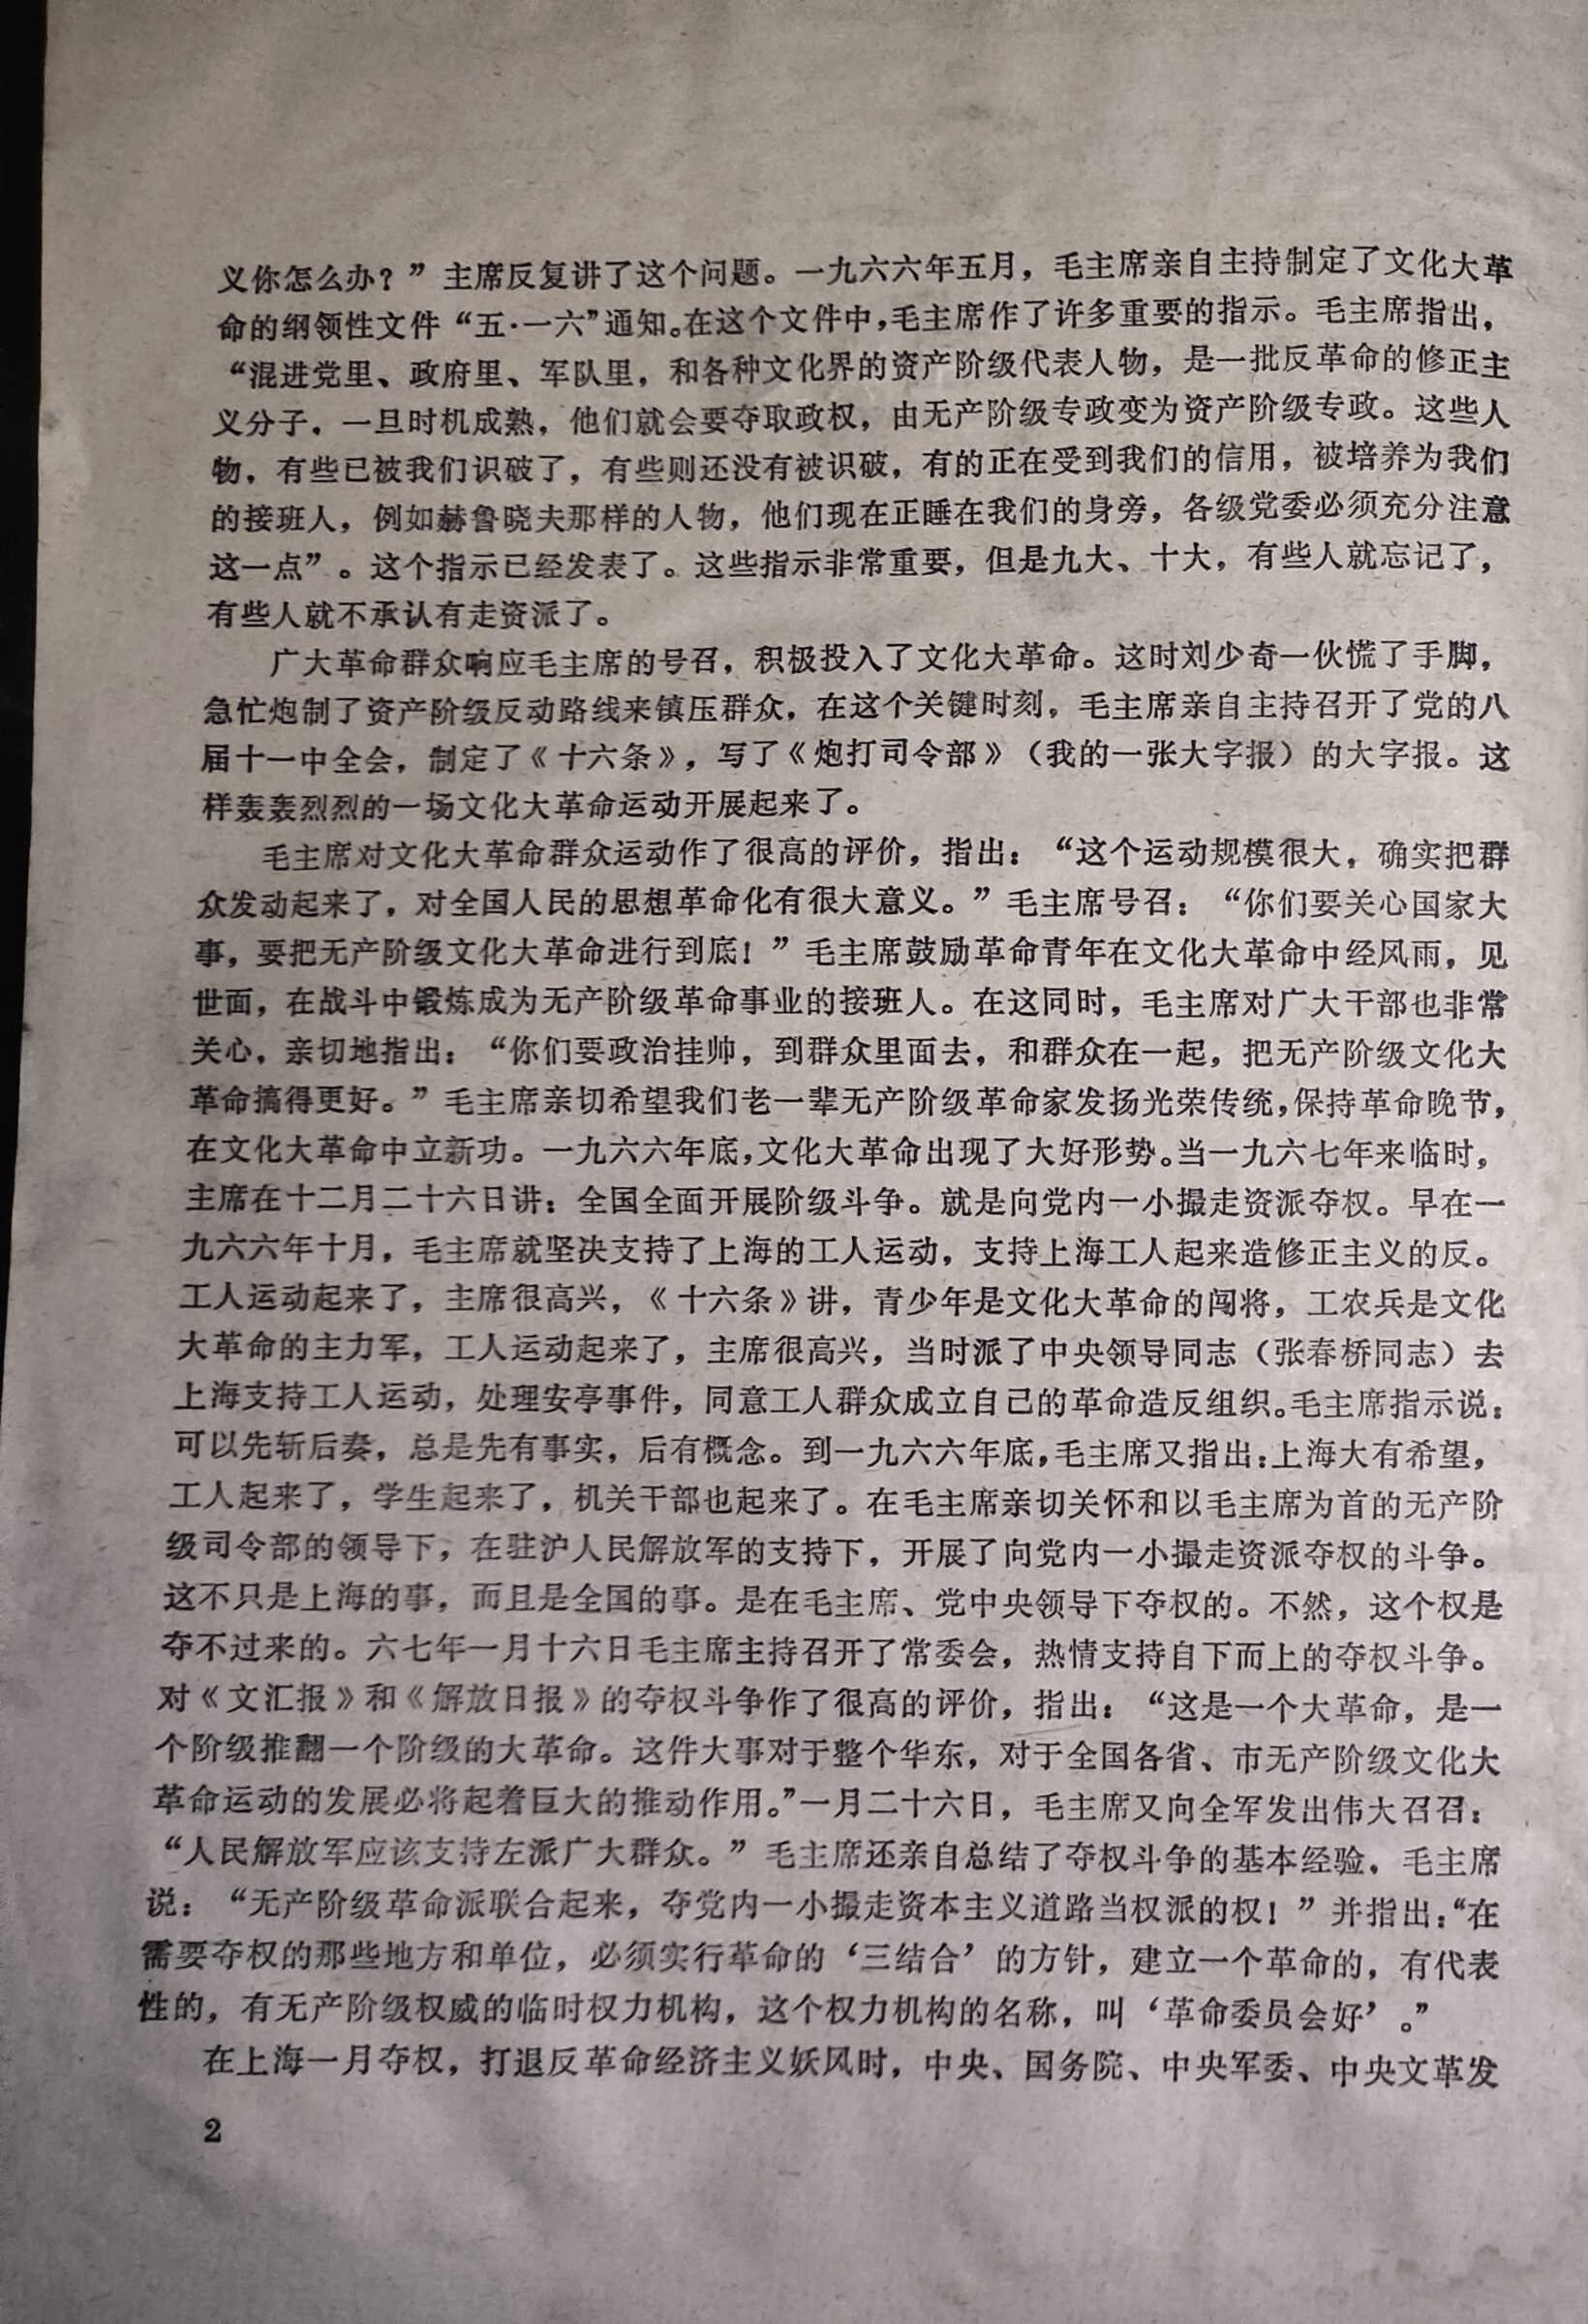 义你怎么办？”主席反复讲了这个问题。一九六六年五月，毛主席亲自主持制定了文化大革
命的纲领性文件“五·一六”通知。在这个文件中，毛主席作了许多重要的指示。毛主席指出，
“混进党里、政府里、军队里，和各种文化界的资产阶级代表人物，是一批反革命的修正主
义分子，一旦时机成熟，他们就会要夺取政权，由无产阶级专政变为资产阶级专政。这些人
物，有些已被我们识破了，有些则还没有被识破，有的正在受到我们的信用，被培养为我们
的接班人，例如赫鲁晓夫那样的人物，他们现在正睡在我们的身旁，各级党委必须充分注意
这一点”。这个指示已经发表了。这些指示非常重要，但是九大、十大，有些人就忘记了，
有些人就不承认有走资派了。
广大革命群众响应毛主席的号召，积极投入了文化大革命。这时刘少奇一伙慌了手脚，
急忙炮制了资产阶级反动路线来镇压群众，在这个关键时刻，毛主席亲自主持召开了党的八
届十一中全会，制定了《十六条》，写了《炮打司令部》（我的一张大字报）的大字报。这
样轰轰烈烈的一场文化大革命运动开展起来了。
毛主席对文化大革命群众运动作了很高的评价，指出：“这个运动规模很大，确实把群
众发动起来了，对全国人民的思想革命化有很大意义。”毛主席号召：“你们要关心国家大
事，要把无产阶级文化大革命进行到底！”毛主席鼓励革命青年在文化大革命中经风雨，见
世面，在战斗中锻炼成为无产阶级革命事业的接班人。在这同时，毛主席对广大干部也非常
关心，亲切地指出：“你们要政治挂帅，到群众里面去，和群众在一起，把无产阶级文化大
革命搞得更好。”毛主席亲切希望我们老一辈无产阶级革命家发扬光荣传统，保持革命晚节，
在文化大革命中立新功。一九六六年底，文化大革命出现了大好形势。当一九六七年来临时，
主席在十二月二十六日讲：全国全面开展阶级斗争。就是向党内一小撮走资派夺权。早在一
九六六年十月，毛主席就坚决支持了上海的工人运动，支持上海工人起来造修正主义的反。
工人运动起来了，主席很高兴，《十六条》讲，青少年是文化大革命的闯将，工农兵是文化
大革命的主力军，工人运动起来了，主席很高兴，当时派了中央领导同志（张春桥同志）去
上海支持工人运动，处理安亭事件，同意工人群众成立自己的革命造反组织。毛主席指示说：
可以先斩后奏，总是先有事实，后有概念。到一九六六年底，毛主席又指出：上海大有希望，
工人起来了，学生起来了，机关干部也起来了。在毛主席亲切关怀和以毛主席为首的无产阶
级司令部的领导下，在驻沪人民解放军的支持下，开展了向党内一小撮走资派夺权的斗争。
这不只是上海的事，而且是全国的事。是在毛主席、党中央领导下夺权的。不然，这个权是
夺不过来的。六七年一月十六日毛主席主持召开了常委会，热情支持自下而上的夺权斗争。
对《文汇报》和《解放日报》的夺权斗争作了很高的评价，指出：“这是一个大革命，是一
个阶级推翻一个阶级的大革命。这件大事对于整个华东，对于全国各省、市无产阶级文化大
革命运动的发展必将起着巨大的推动作用。”一月二十六日，毛主席又向全军发出伟大召召：
“人民解放军应该支持左派广大群众。”毛主席还亲自总结了夺权斗争的基本经验，毛主席
说：“无产阶级革命派联合起来，夺党内一小撮走资本主义道路当权派的权！”并指出：“在
需要夺权的那些地方和单位，必须实行革命的‘三结合’的方针，建立一个革命的，有代表
性的，有无产阶级权威的临时权力机构，这个权力机构的名称，叫‘革命委员会好’。”
在上海一月夺权，打退反革命经济主义妖风时，中央、国务院、中央军委、中央文革发
2